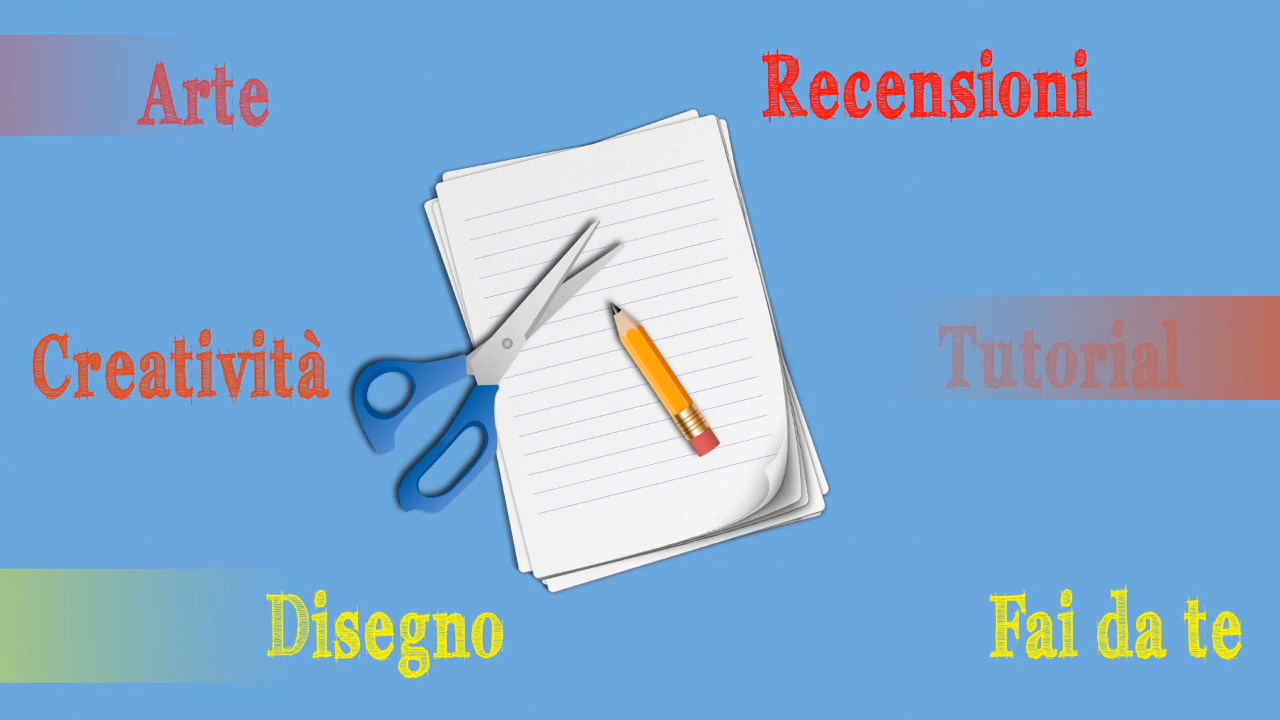 Arte
Recensioni
Creatività
Tutorial
Disegno
Fai da te